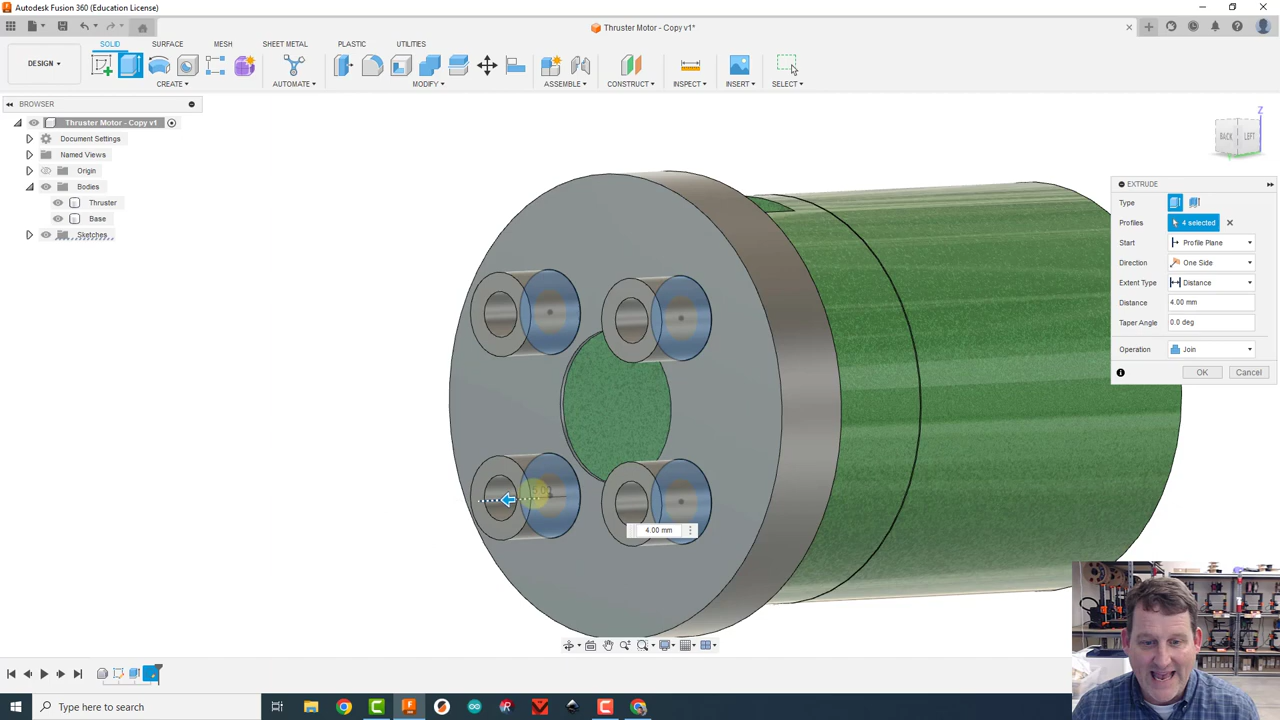 Autodesk Fusion 360 (Education License)
Thruster Motor - Copy v1*
SOLID SURFACE MESH SHEET METAL PLASTIC UTILITIES
DESIGN
CREATE AUTOMATE MODIFY ASSEMBLE CONSTRUCT INSPECT INSERT SELECT
BROWSER
Thruster Motor - Copy v1
Document Settings
Named Views
Origin
Bodies
Thruster
Base
Sketches
Z
BACK LEFT
EXTRUDE
Type
Profiles 4 selected
Start Profile Plane
Direction One Side
Extent Type Distance
Distance 4.00 mm
Taper Angle 0.0 deg
Operation Join
OK Cancel
4.00 mm
Type here to search